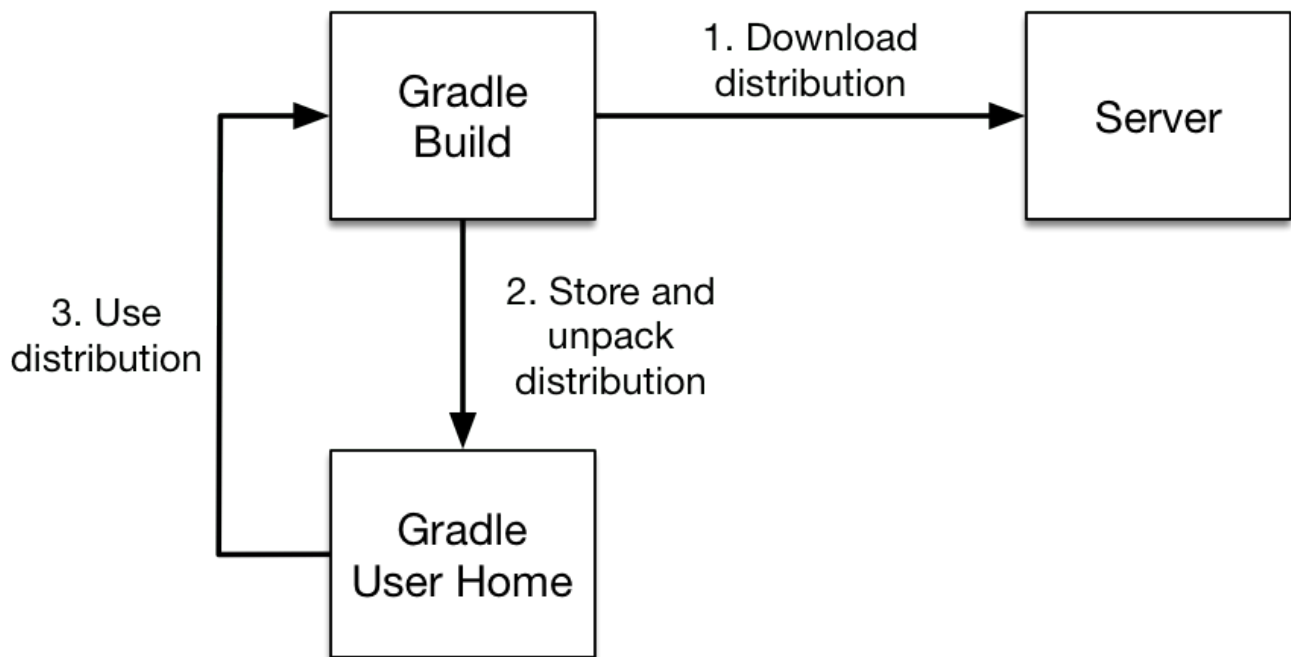 Gradle
Build
1. Download
distribution
Server
2. Store and
unpack
distribution
3. Use
distribution
Gradle
User Home